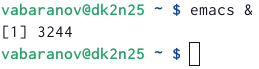 vabaranov@dk2n25 ~ $ emacs &
[1] 3244
vabaranov@dk2n25 ~ $